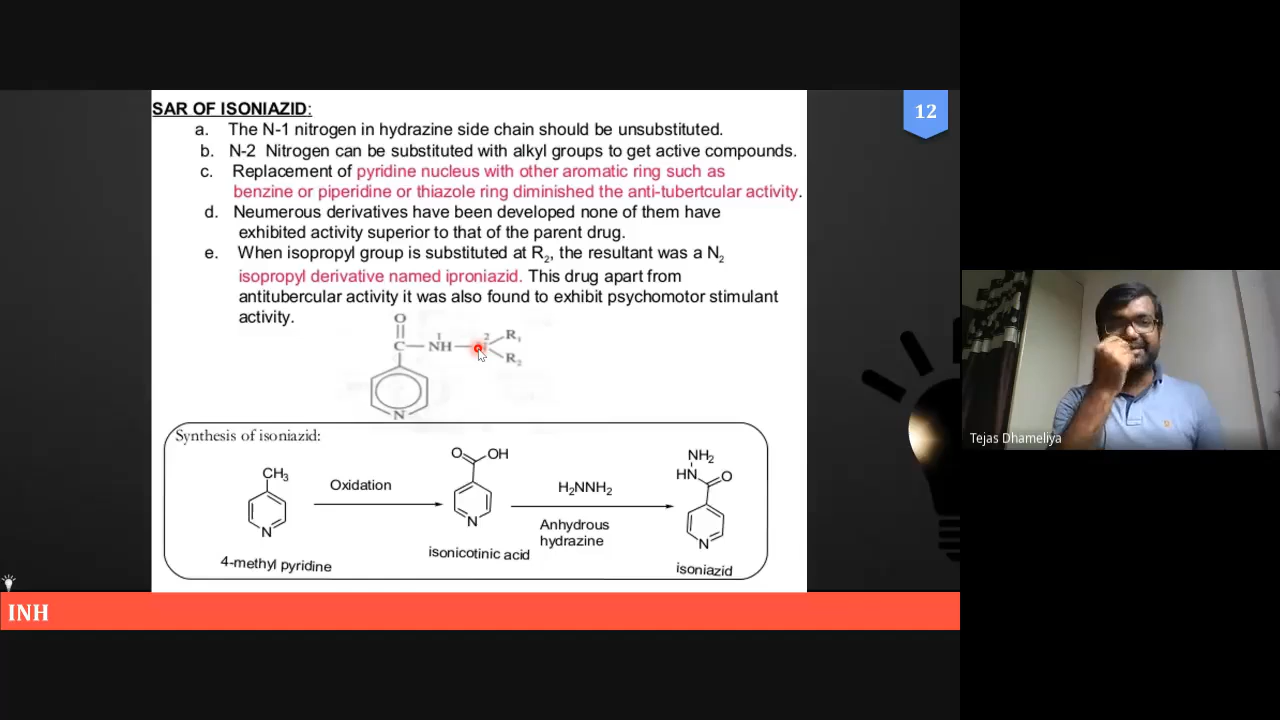 SAR OF ISONIAZID:
12
a. The N-1 nitrogen in hydrazine side chain should be unsubstituted.
b. N-2 Nitrogen can be substituted with alkyl groups to get active compounds.
c. Replacement of pyridine nucleus with other aromatic ring such as
benzine or piperidine or thiazole ring diminished the anti-tubertcular activity.
d. Neumerous derivatives have been developed none of them have
exhibited activity superior to that of the parent drug.
e. When isopropyl group is substituted at R₂, the resultant was a N₂
isopropyl derivative named iproniazid. This drug apart from
antitubercular activity it was also found to exhibit psychomotor stimulant
activity.
O
1 2 R₁
C NH
R₂
N
Tejas Dhameliya
Synthesis of isoniazid:
O OH NH₂
CH₃ HN O
Oxidation H₂NNH₂
N N Anhydrous N
hydrazine
4-methyl pyridine isonicotinic acid isoniazid
INH